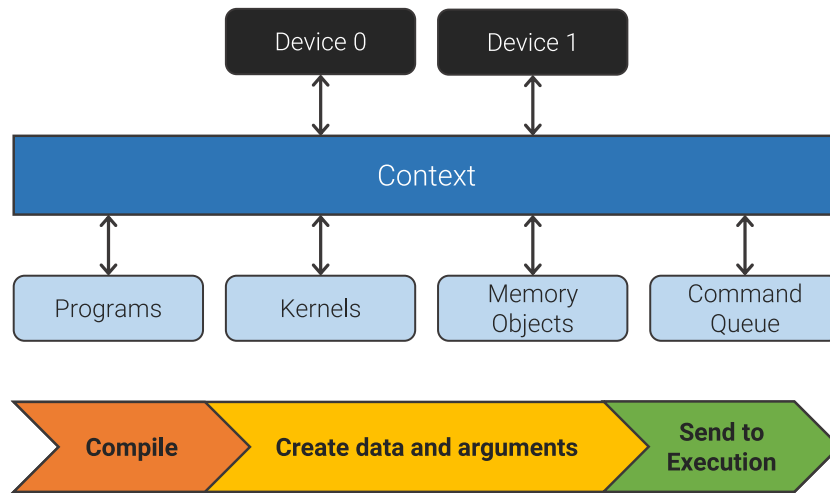 Device 0
Device 1
Context
Programs
Kernels
Memory
Objects
Command
Queue
Compile
Create data and arguments
Send to
Execution